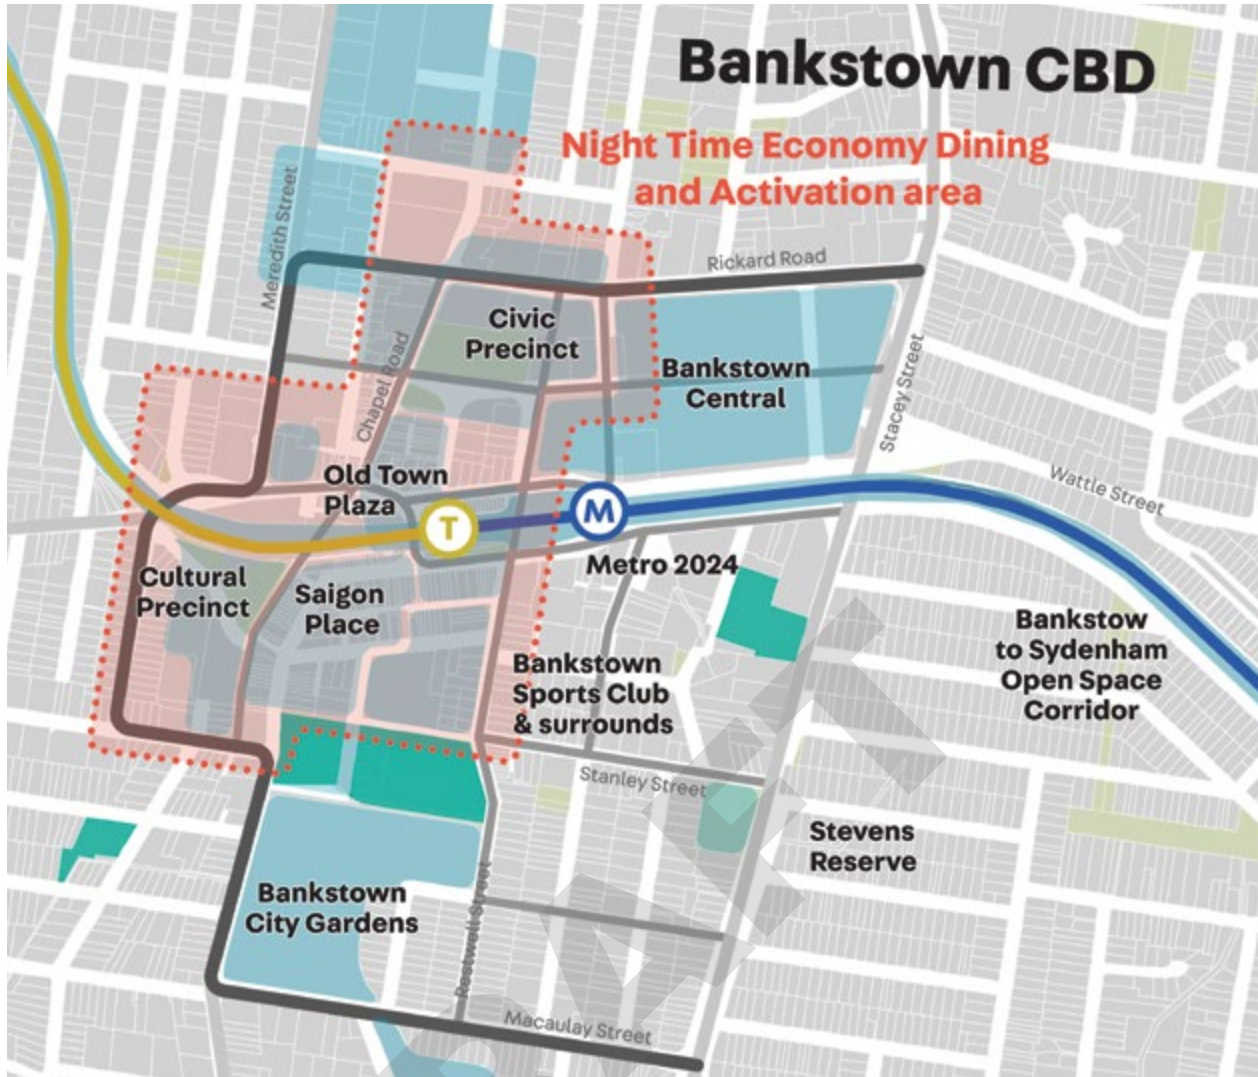 Bankstown CBD
Night Time Economy Dining
and Activation area
Meredith Street
Rickard Road
Civic
Precinct
Chapel Road
Bankstown
Central
Stacey Street
Wattle Street
Old Town
Plaza
T
M
Metro 2024
Cultural
Precinct
Saigon
Place
Bankstow
to Sydenham
Open Space
Corridor
Bankstown
Sports Club
& surrounds
Stanley Street
Stevens
Reserve
Bankstown
City Gardens
Restwell Street
Macaulay Street
DRAFT